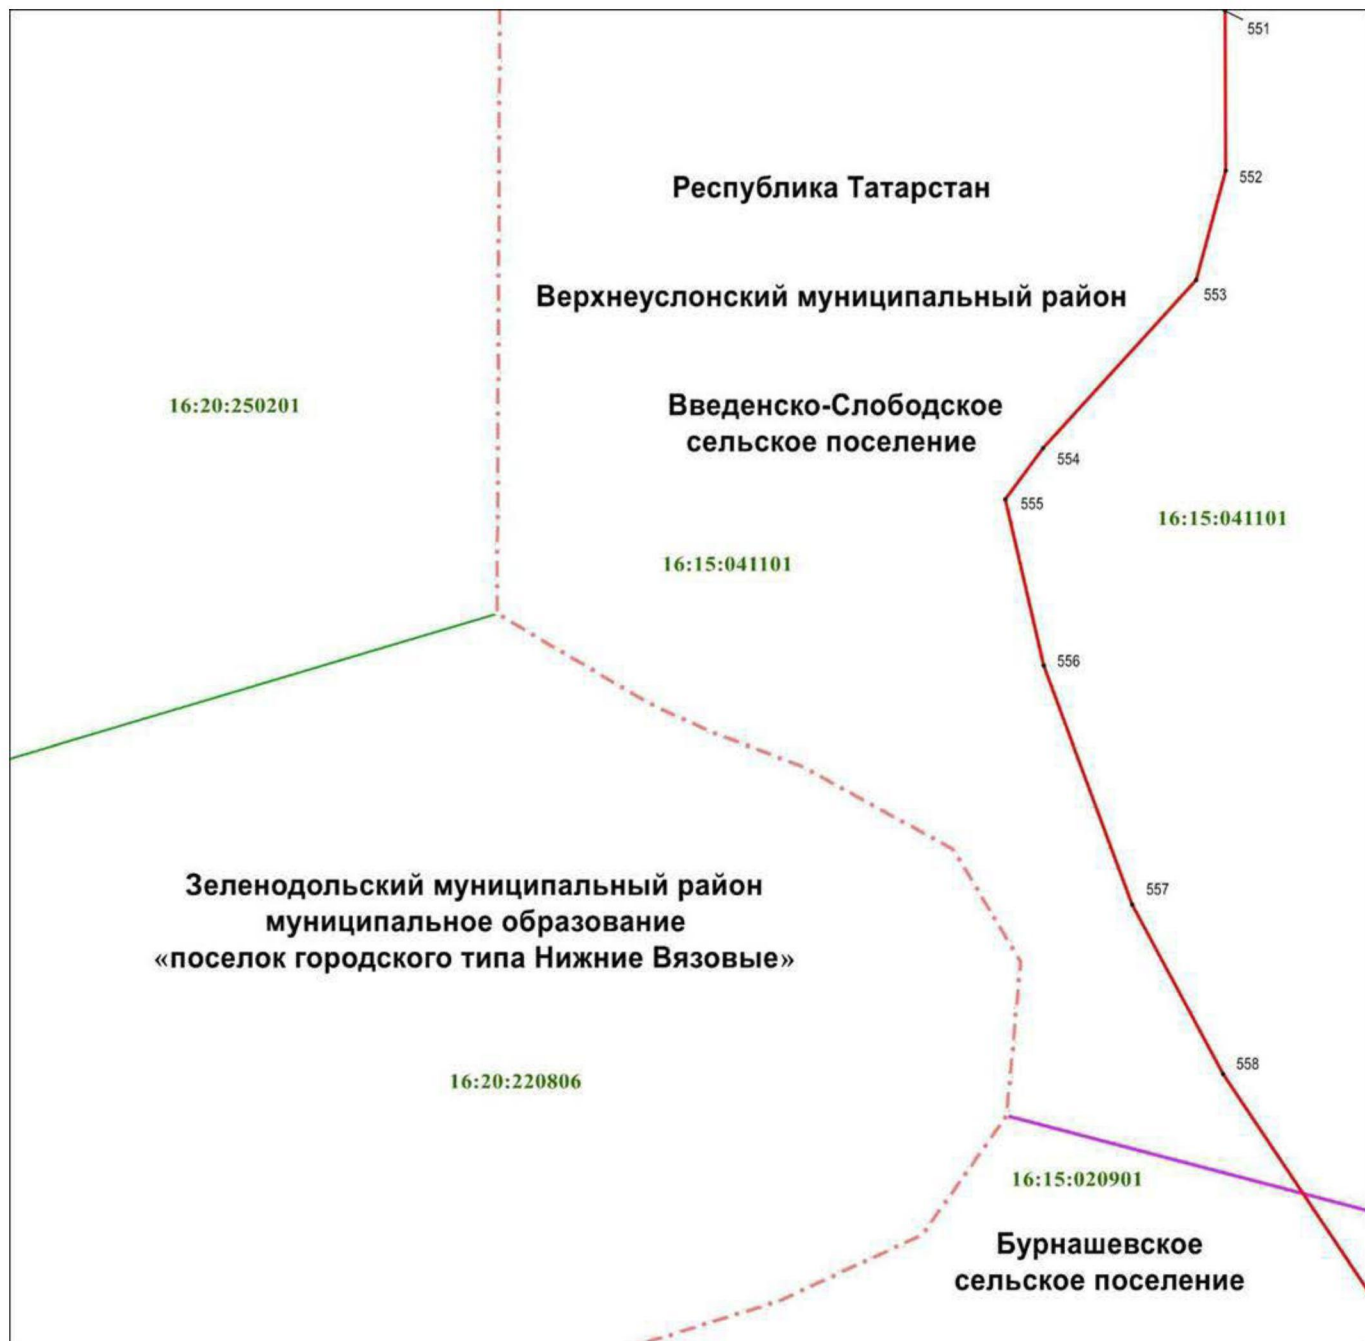 551
552
Республика Татарстан
Верхнеуслонский муниципальный район
553
16:20:250201
Введенско-Слободское
сельское поселение
554
555
16:15:041101
16:15:041101
556
Зеленодольский муниципальный район
муниципальное образование
«поселок городского типа Нижние Вязовые»
557
558
16:20:220806
16:15:020901
Бурнашевское
сельское поселение